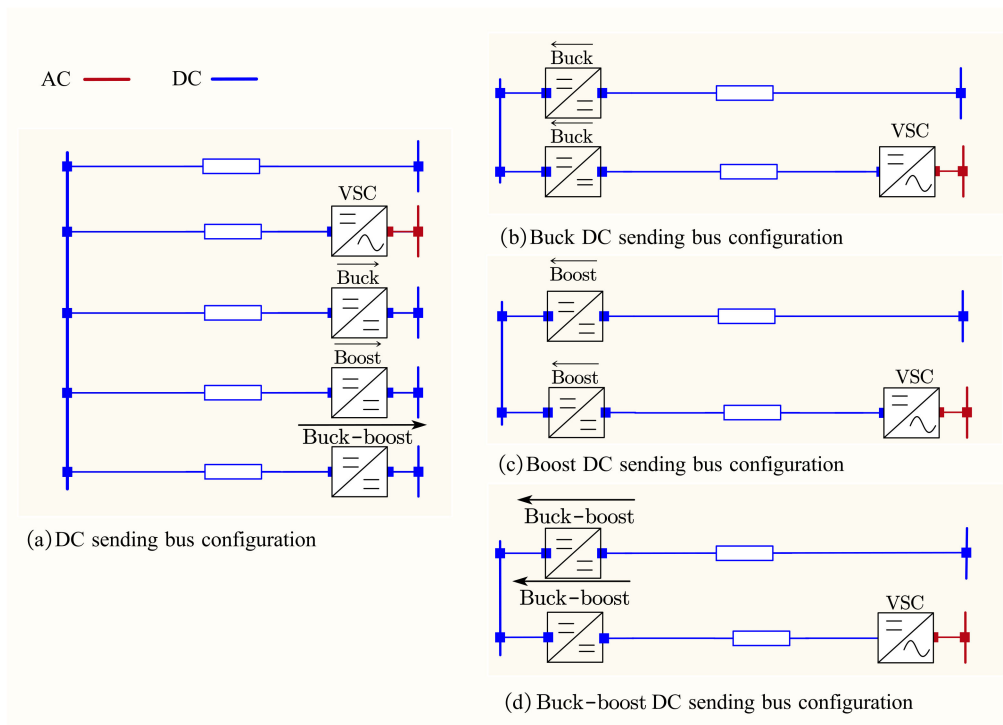 AC
DC
VSC
Buck
Boost
Buck-boost
(a)DC sending bus configuration
Buck
Buck
VSC
(b)Buck DC sending bus configuration
Boost
Boost
VSC
(c)Boost DC sending bus configuration
Buck-boost
Buck-boost
VSC
(d)Buck-boost DC sending bus configuration